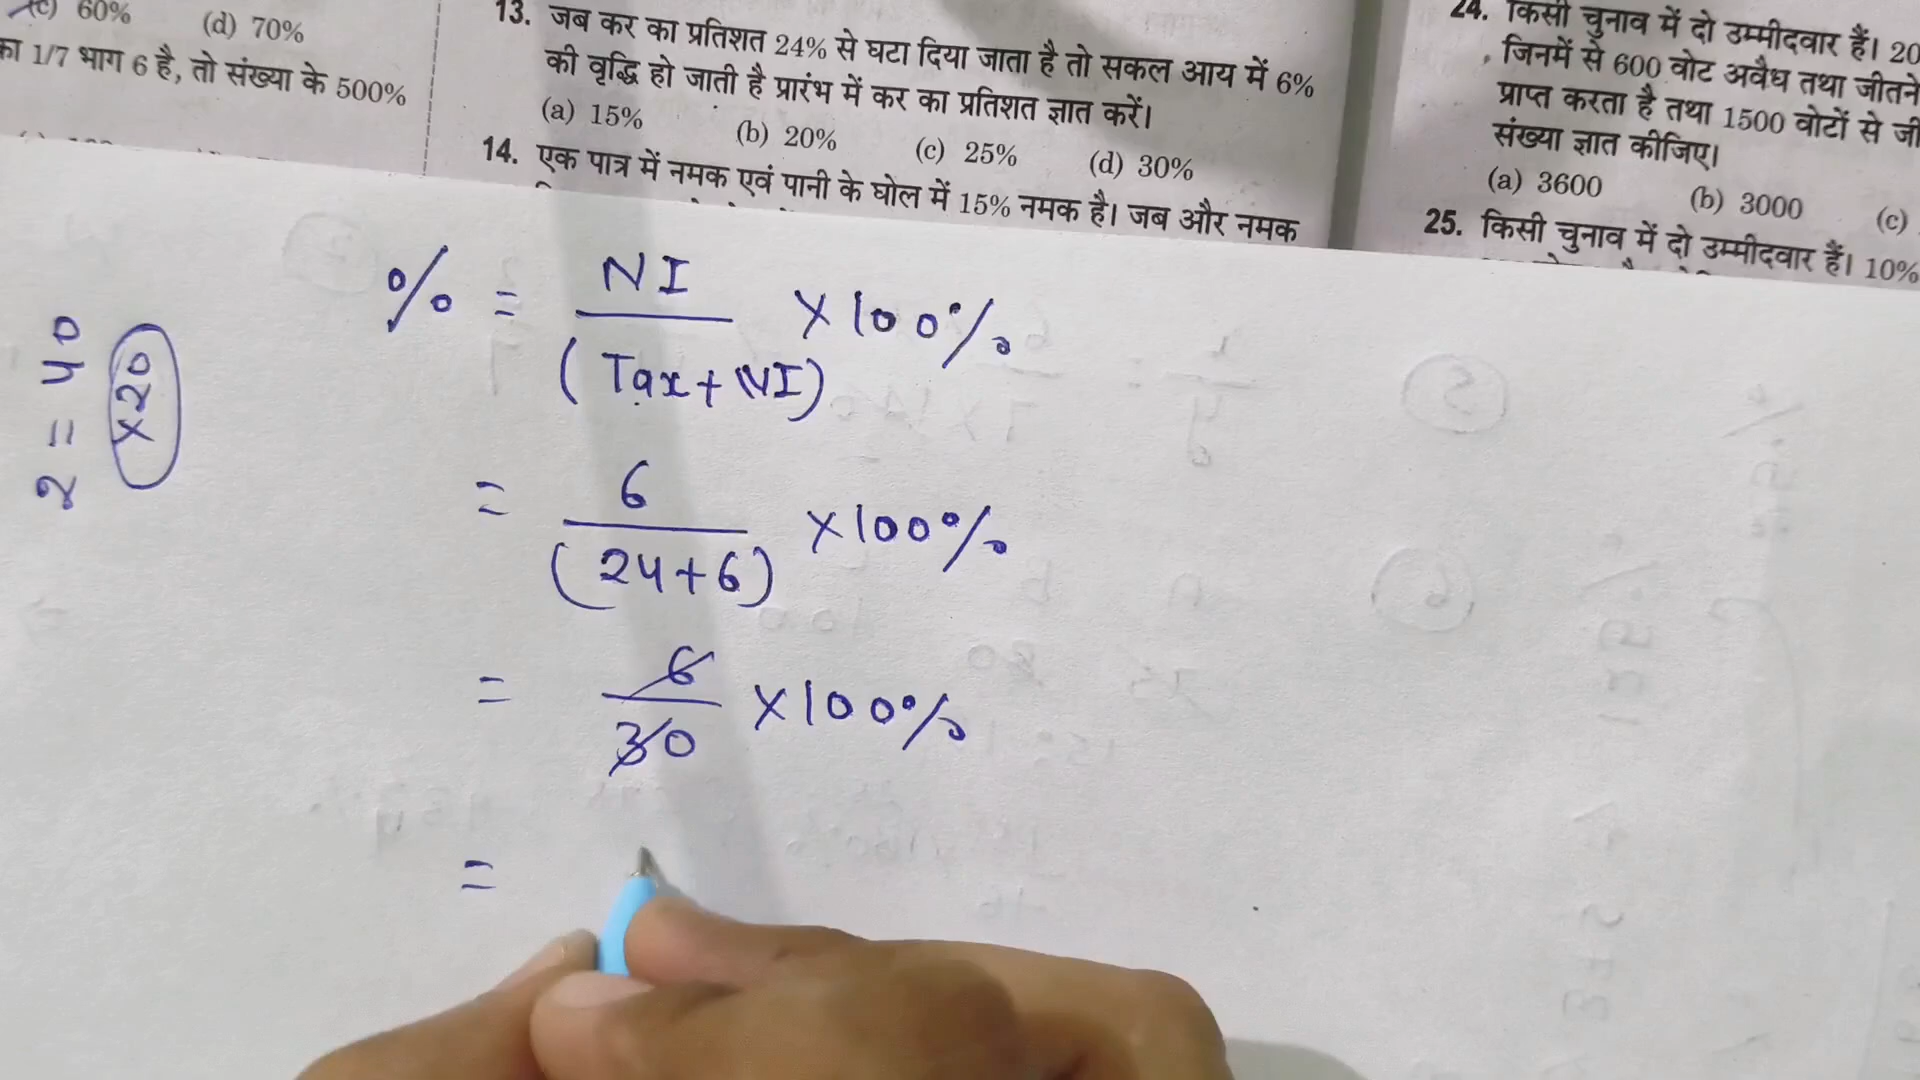 (c) 60% (d) 70%
का 1/7 भाग 6 है, तो संख्या के 500%
13. जब कर का प्रतिशत 24% से घटा दिया जाता है तो सकल आय में 6%
की वृद्धि हो जाती है प्रारंभ में कर का प्रतिशत ज्ञात करें।
(a) 15% (b) 20% (c) 25% (d) 30%
14. एक पात्र में नमक एवं पानी के घोल में 15% नमक है। जब और नमक
24. किसी चुनाव में दो उम्मीदवार हैं। 20
जिनमें से 600 वोट अवैध तथा जीतने
प्राप्त करता है तथा 1500 वोटों से जी
संख्या ज्ञात कीजिए।
(a) 3600 (b) 3000 (c)
25. किसी चुनाव में दो उम्मीदवार हैं। 10%
2 = 40
×20
% = NI / (Tax + NI) × 100%
= 6 / (24+6) × 100%
= 6 / 30 × 100%
=